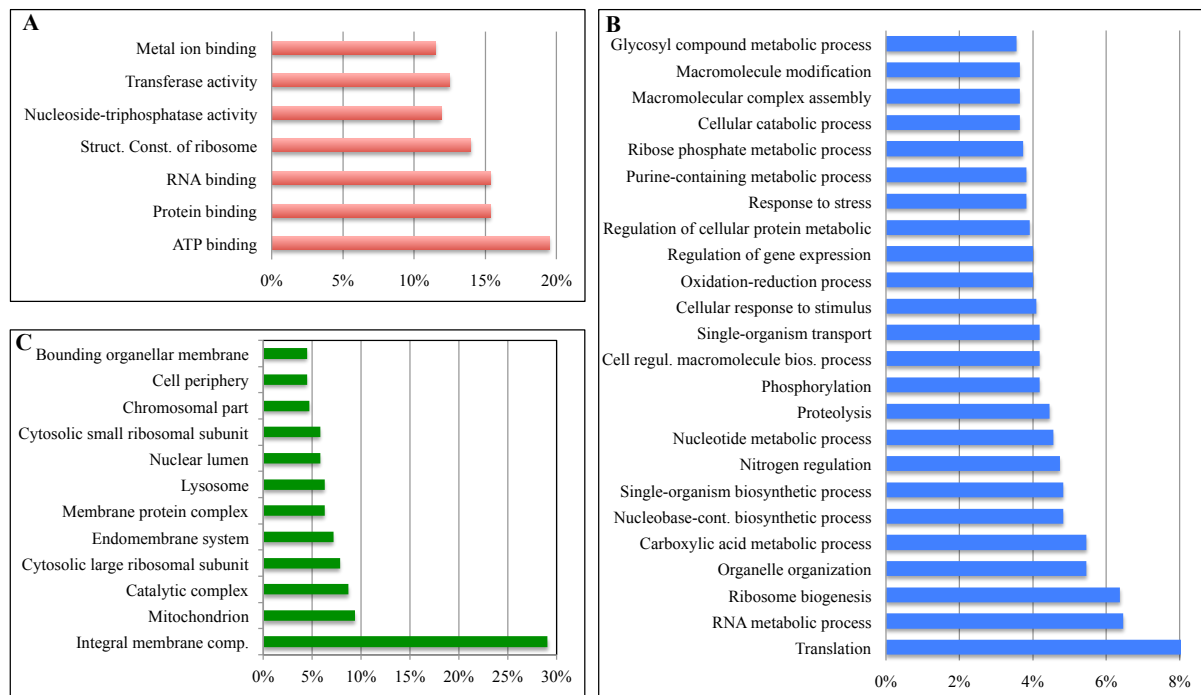 A
Metal ion binding
Transferase activity
Nucleoside-triphosphatase activity
Struct. Const. of ribosome
RNA binding
Protein binding
ATP binding
0% 5% 10% 15% 20%
B
Glycosyl compound metabolic process
Macromolecule modification
Macromolecular complex assembly
Cellular catabolic process
Ribose phosphate metabolic process
Purine-containing metabolic process
Response to stress
Regulation of cellular protein metabolic
Regulation of gene expression
Oxidation-reduction process
Cellular response to stimulus
Single-organism transport
Cell regul. macromolecule bios. process
Phosphorylation
Proteolysis
Nucleotide metabolic process
Nitrogen regulation
Single-organism biosynthetic process
Nucleobase-cont. biosynthetic process
Carboxylic acid metabolic process
Organelle organization
Ribosome biogenesis
RNA metabolic process
Translation
0% 2% 4% 6% 8%
C
Bounding organellar membrane
Cell periphery
Chromosomal part
Cytosolic small ribosomal subunit
Nuclear lumen
Lysosome
Membrane protein complex
Endomembrane system
Cytosolic large ribosomal subunit
Catalytic complex
Mitochondrion
Integral membrane comp.
0% 5% 10% 15% 20% 25% 30%